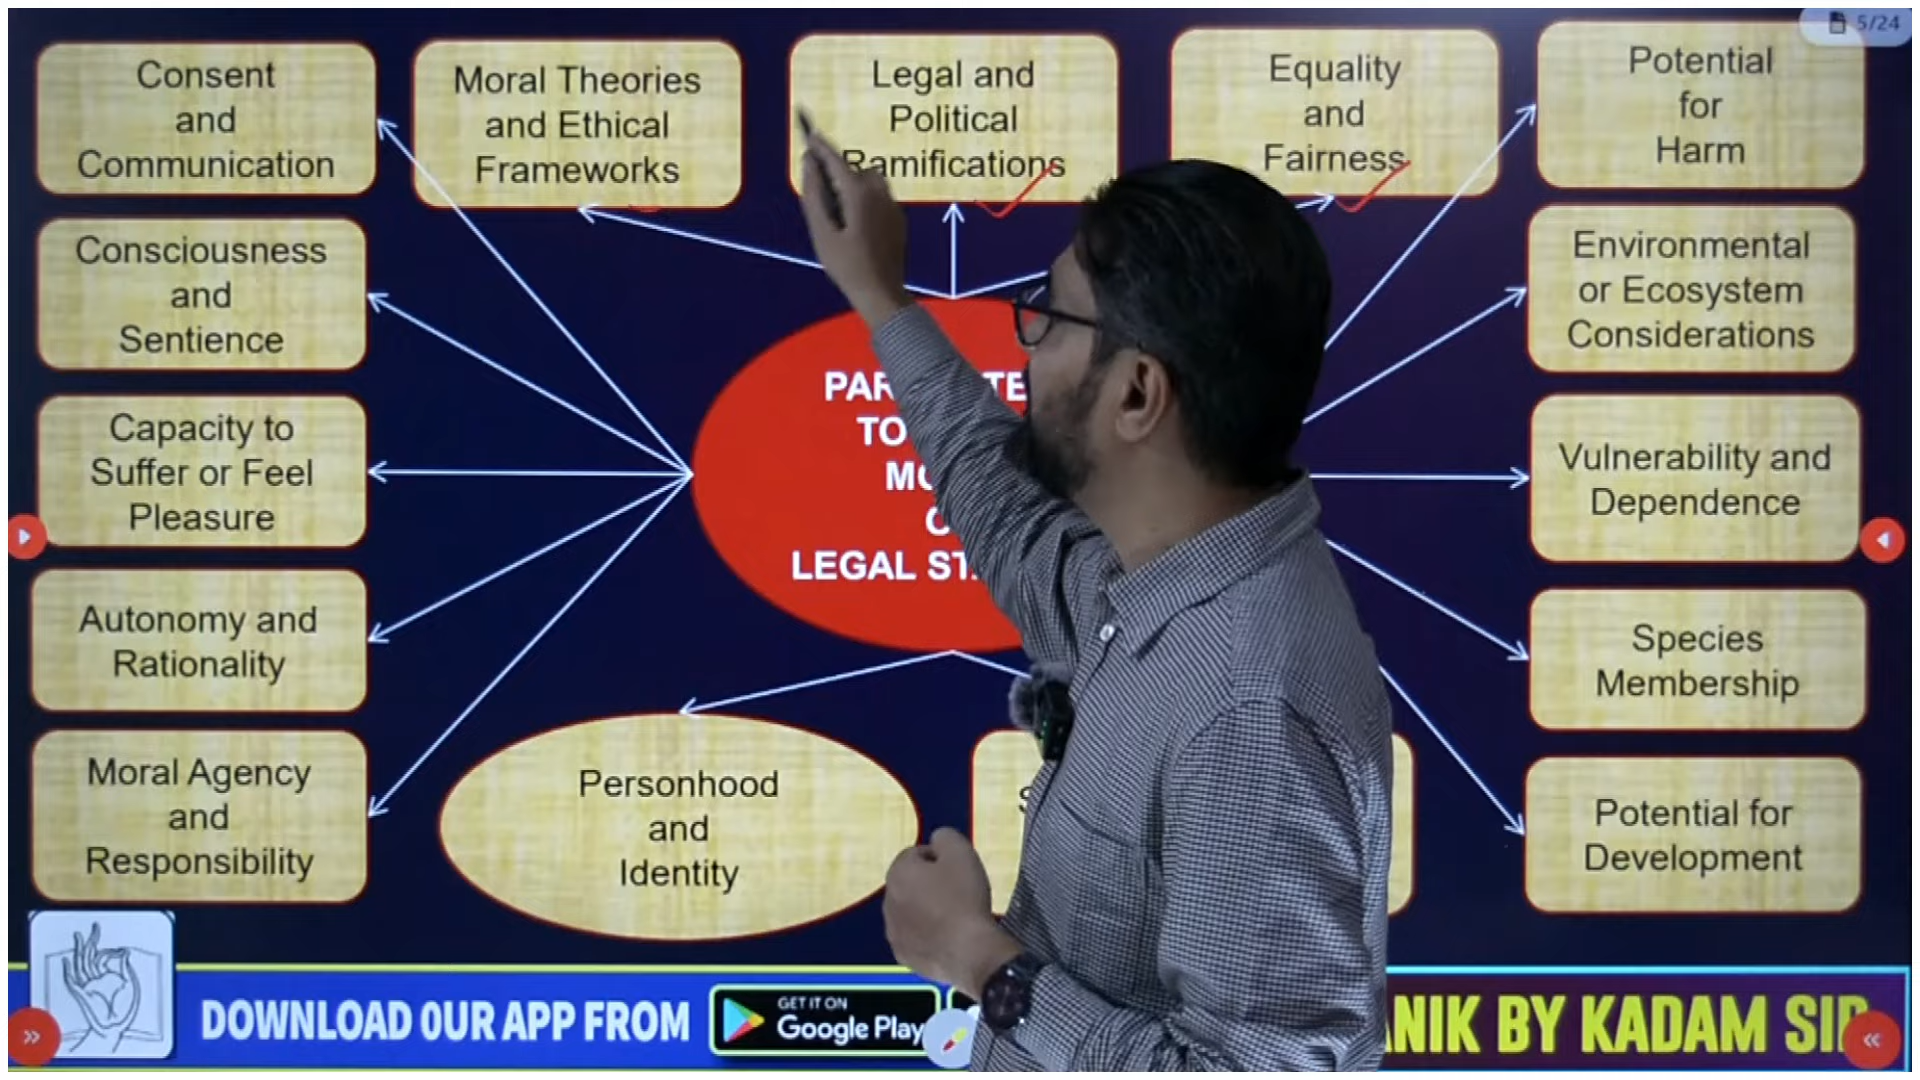 5/24
Consent
and
Communication
Moral Theories
and Ethical
Frameworks
Legal and
Political
Ramifications
Equality
and
Fairness
Potential
for
Harm
Consciousness
and
Sentience
Environmental
or Ecosystem
Considerations
Capacity to
Suffer or Feel
Pleasure
TO
LEGAL
Vulnerability and
Dependence
Autonomy and
Rationality
Species
Membership
Moral Agency
and
Responsibility
Personhood
and
Identity
Potential for
Development
DOWNLOAD 0UR APP FROM
GET IT ON
Google Play
BY KADAM SIR